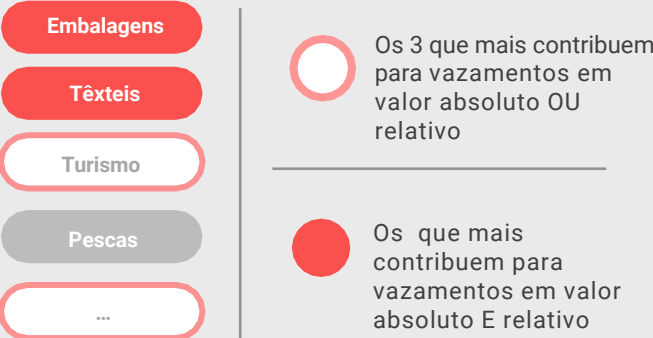 Embalagens
Têxteis
Turismo
Pescas
...
Os 3 que mais contribuem
para vazamentos em
valor absoluto OU
relativo
Os que mais
contribuem para
vazamentos em valor
absoluto E relativo